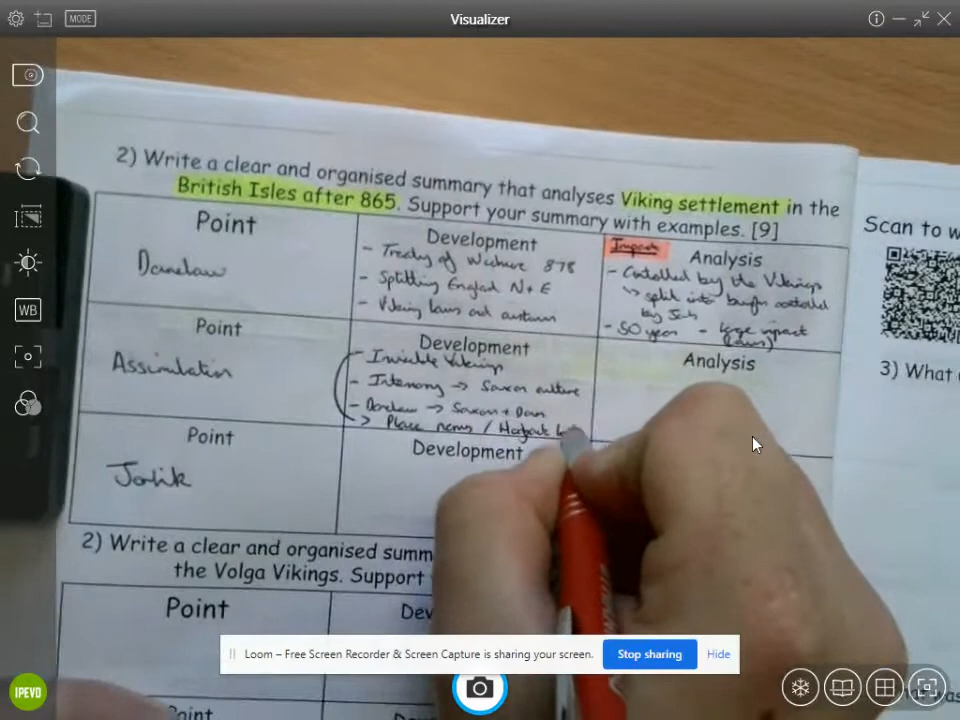 Visualizer
MODE
WB
2) Write a clear and organised summary that analyses Viking settlement in the
British Isles after 865. Support your summary with examples. [9]
Point
Danelaw
Development
- Treaty of Wedmore 878
- Splitting England N + E
- Viking laws and
Impact
Analysis
- Controlled by the Vikings
↳ split into controlled
by
- 50 years - large impact
(laws)
Point
Assimilation
Development
- Invisible Vikings
- → Saxon culture
- Danelaw → Saxon + Dan
> Place names /
Analysis
Point
Jorvik
Development
2) Write a clear and organised summ
the Volga Vikings. Support
Point
Dev
Point
Scan to w
3) What
Loom – Free Screen Recorder & Screen Capture is sharing your screen.
Stop sharing
Hide
IPEVO